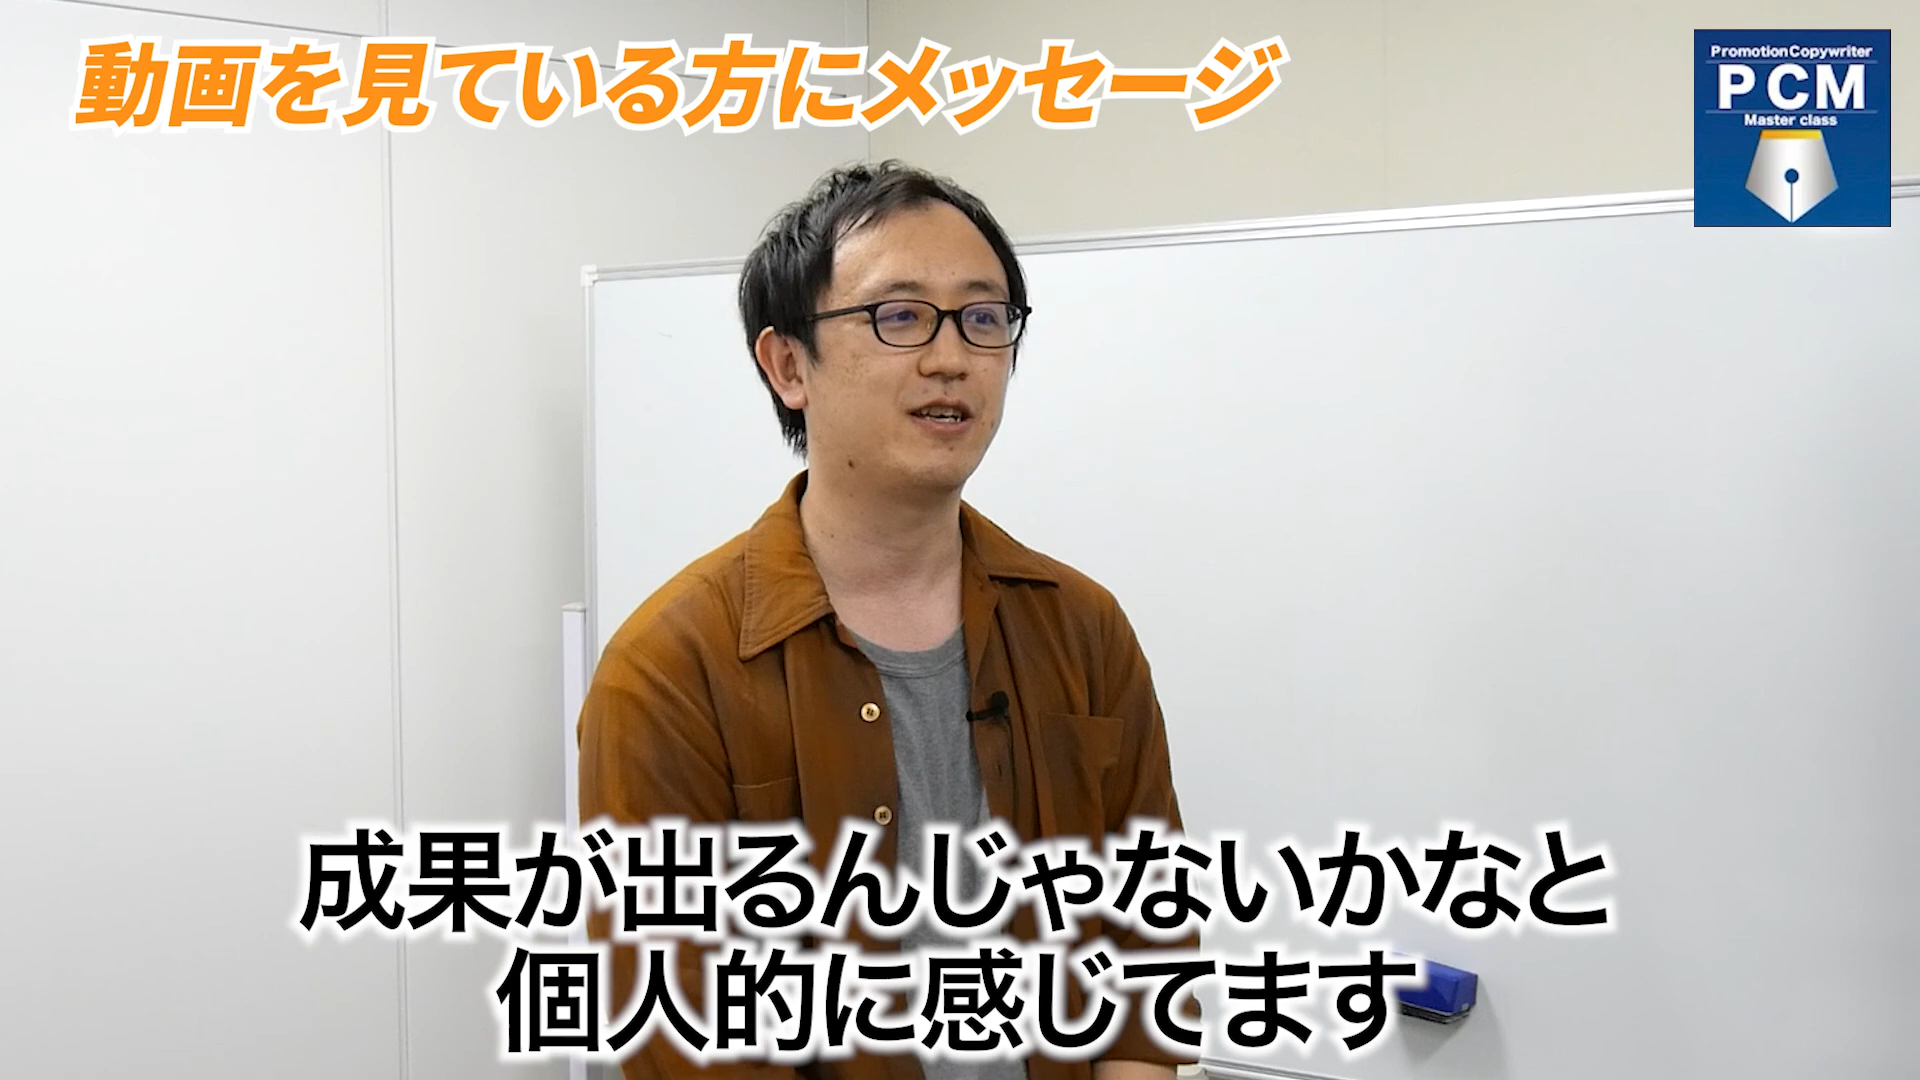 動画を見ている方にメッセージ
PromotionCopywriter
PCM
Master class
成果が出るんじゃないかなと
個人的に感じてます